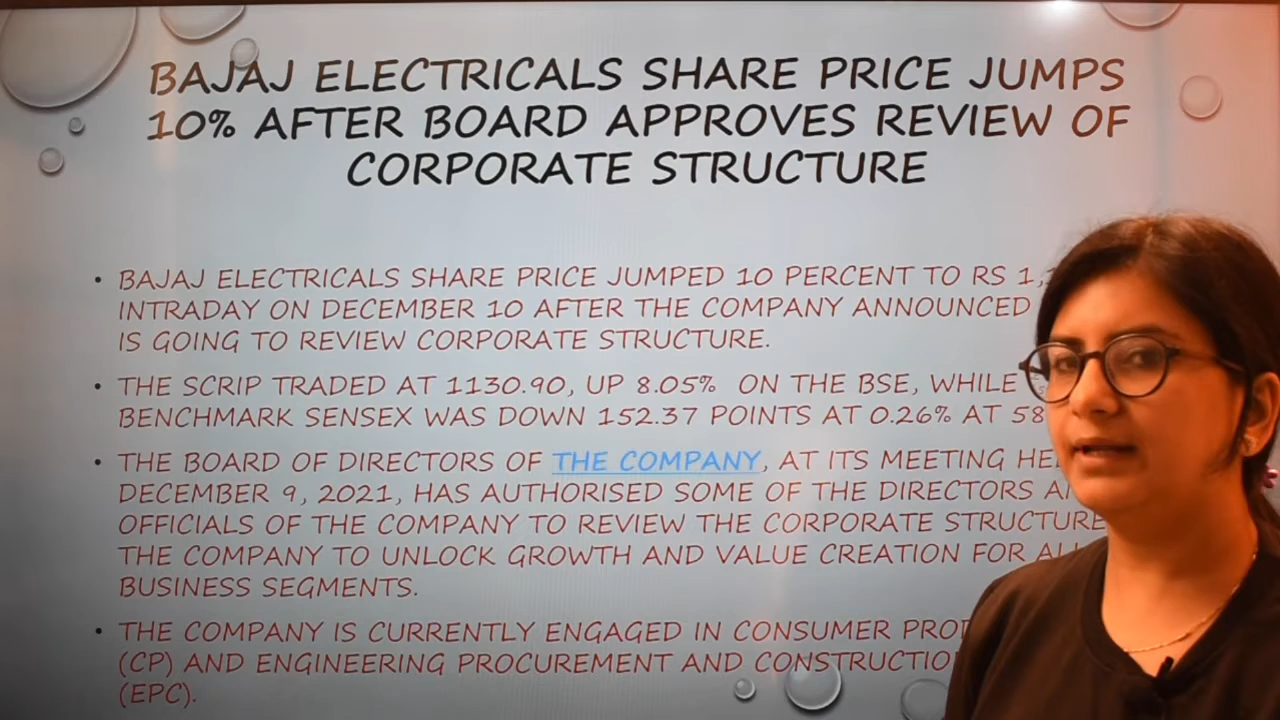 BAJAJ ELECTRICALS SHARE PRICE JUMPS
10% AFTER BOARD APPROVES REVIEW OF
CORPORATE STRUCTURE
• BAJAJ ELECTRICALS SHARE PRICE JUMPED 10 PERCENT TO RS 1,
INTRADAY ON DECEMBER 10 AFTER THE COMPANY ANNOUNCED
IS GOING TO REVIEW CORPORATE STRUCTURE.
• THE SCRIP TRADED AT 1130.90, UP 8.05% ON THE BSE, WHILE
BENCHMARK SENSEX WAS DOWN 152.37 POINTS AT 0.26% AT 58
• THE BOARD OF DIRECTORS OF THE COMPANY, AT ITS MEETING
DECEMBER 9, 2021, HAS AUTHORISED SOME OF THE DIRECTORS
OFFICIALS OF THE COMPANY TO REVIEW THE CORPORATE STRUCTURE
THE COMPANY TO UNLOCK GROWTH AND VALUE CREATION FOR
BUSINESS SEGMENTS.
• THE COMPANY IS CURRENTLY ENGAGED IN CONSUMER
(CP) AND ENGINEERING PROCUREMENT AND
(EPC).